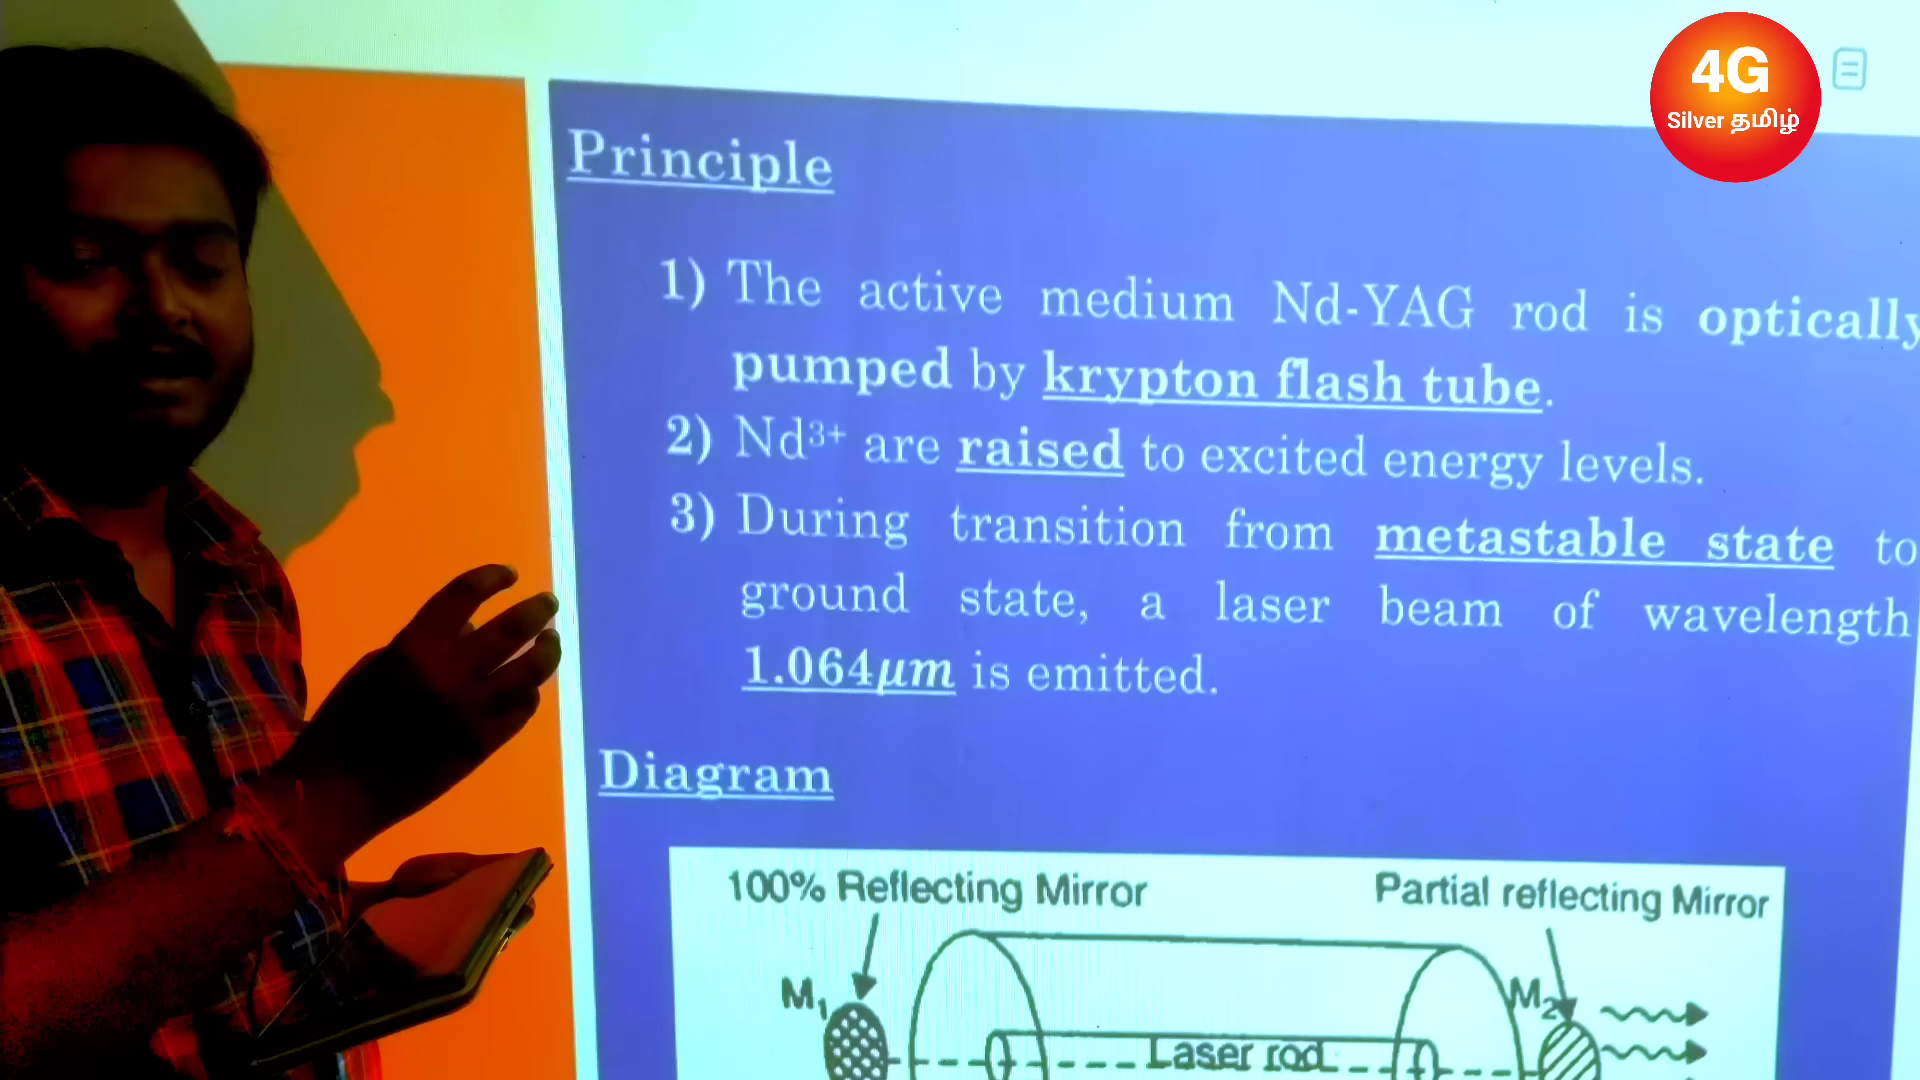 4G
Silver தமிழ்
Principle
1) The active medium Nd-YAG rod is optically
pumped by krypton flash tube.
2) Nd³⁺ are raised to excited energy levels.
3) During transition from metastable state to
ground state, a laser beam of wavelength
1.064μm is emitted.
Diagram
100% Reflecting Mirror Partial reflecting Mirror
M₁ M₂
Laser rod